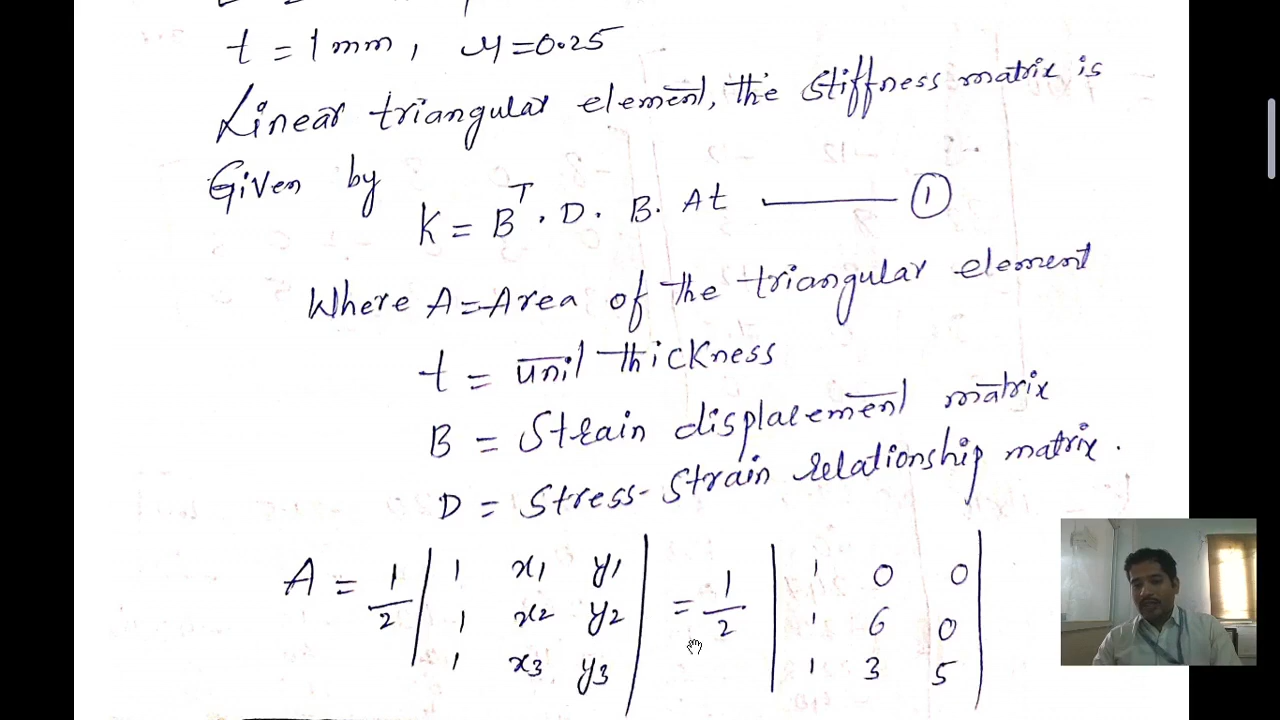 t = 1 mm, μ = 0.25
Linear triangular element, the stiffness matrix is
Given by
K = Bᵀ. D. B. At ——— ①
Where A = Area of the triangular element
t = unit thickness
B = Strain displacement matrix
D = Stress-Strain relationship matrix.
A = 1/2 | 1 x1 y1 | = 1/2 | 1 0 0 |
| 1 x2 y2 | | 1 6 0 |
| 1 x3 y3 | | 1 3 5 |